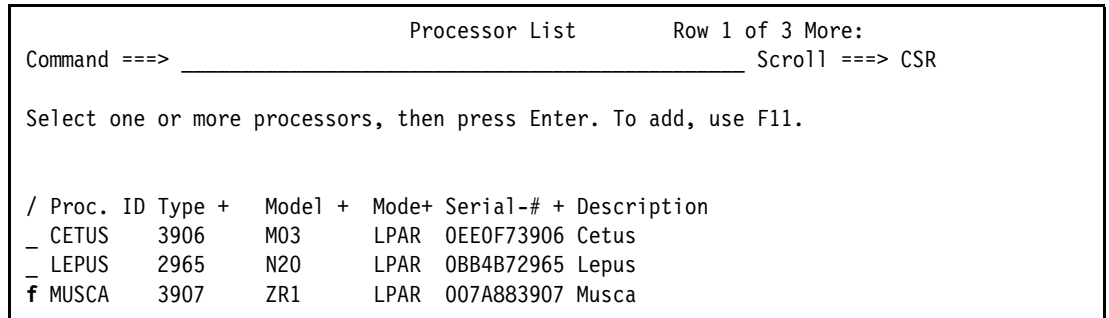 Processor List Row 1 of 3 More:
Command ===> _______________________________________________ Scroll ===> CSR
Select one or more processors, then press Enter. To add, use F11.
/ Proc. ID Type + Model + Mode+ Serial-# + Description
_ CETUS 3906 M03 LPAR 0EE0F73906 Cetus
_ LEPUS 2965 N20 LPAR 0BB4B72965 Lepus
f MUSCA 3907 ZR1 LPAR 007A883907 Musca